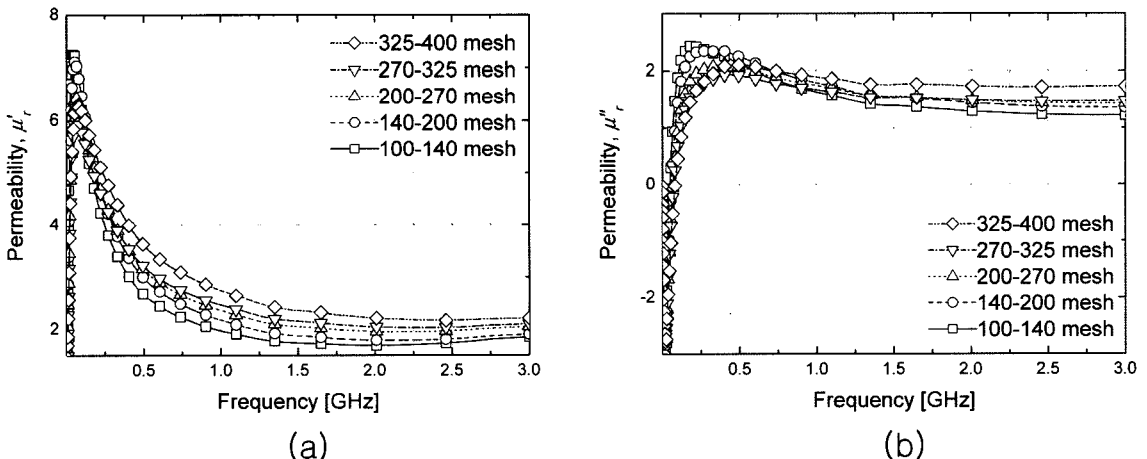 8
6
4
2
0.5
1.0
1.5
2.0
2.5
3.0
Permeability, μ′r
Frequency [GHz]
325-400 mesh
270-325 mesh
200-270 mesh
140-200 mesh
100-140 mesh
(a)
4
2
0
-2
0.5
1.0
1.5
2.0
2.5
3.0
Permeability, μ″r
Frequency [GHz]
325-400 mesh
270-325 mesh
200-270 mesh
140-200 mesh
100-140 mesh
(b)